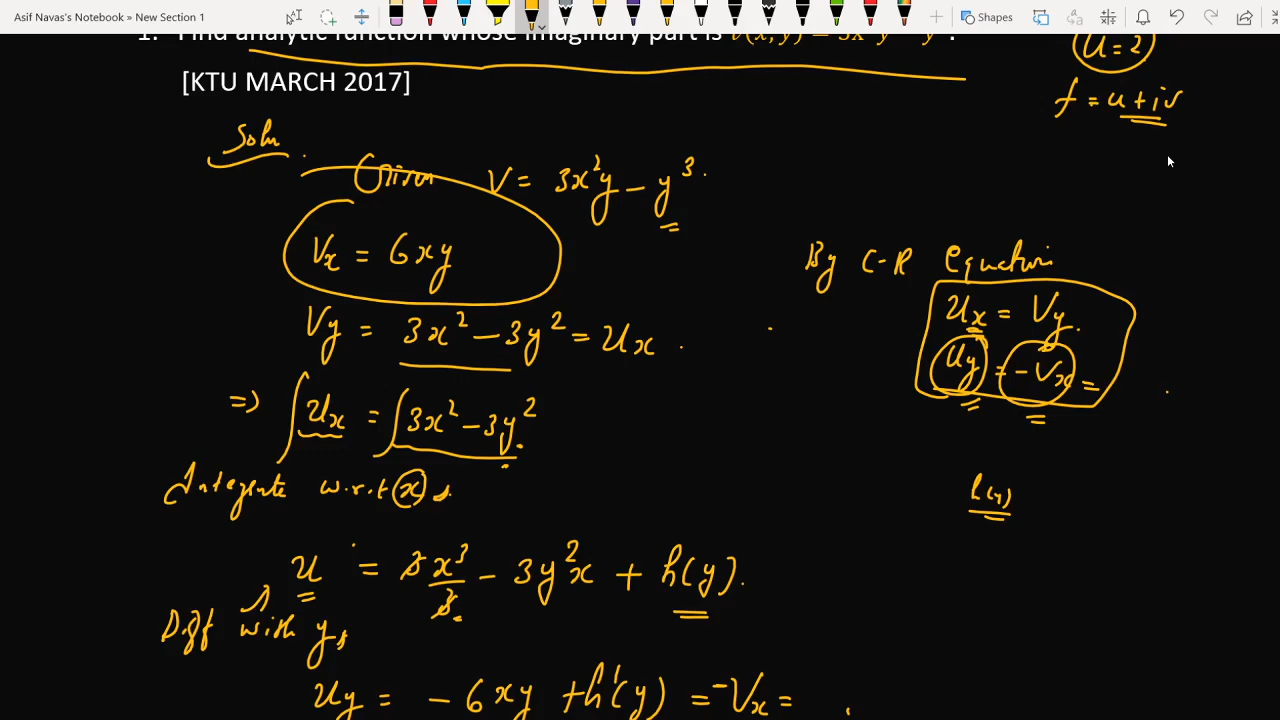 Asif Navas's Notebook » New Section 1
Shapes
1. Find analytic function whose imaginary part is v(x, y) = 3x²y − y³ ?
[KTU MARCH 2017]
(u = 2)
f = u + iv
Soln
Given V = 3x²y − y³.
Vx = 6xy
By C-R equation
Ux = Vy.
Uy = −Vx =
Vy = 3x² − 3y² = Ux.
=> ∫Ux = ∫3x² − 3y²
Integrate w.r.t x,
h(y)
u = 3x³/3 − 3y²x + h(y).
Diff with y,
Uy = − 6xy + h'(y) = −Vx =